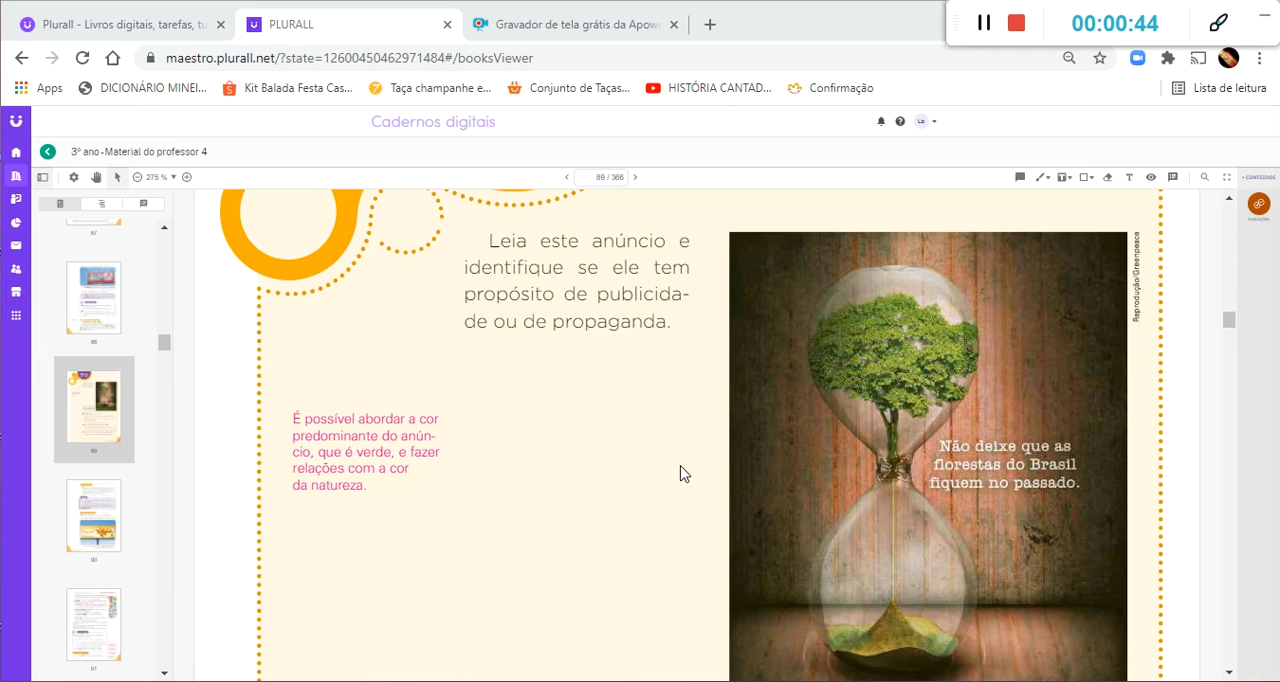 Plurall - Livros digitais, tarefas, tu
PLURALL
Gravador de tela grátis da Apowe
00:00:44
maestro.plurall.net/?state=12600450462971484#/booksViewer
Apps
DICIONÁRIO MINEI...
Kit Balada Festa Cas...
Taça champanhe e...
Conjunto de Taças...
HISTÓRIA CANTAD...
Confirmação
Lista de leitura
Cadernos digitais
3º ano - Material do professor 4
275 %
89 / 366
+ CONTEÚDOS
87
88
89
90
91
Leia este anúncio e
identifique se ele tem
propósito de publicida-
de ou de propaganda.
É possível abordar a cor
predominante do anún-
cio, que é verde, e fazer
relações com a cor
da natureza.
Não deixe que as
florestas do Brasil
fiquem no passado.
Reprodução/Greenpeace